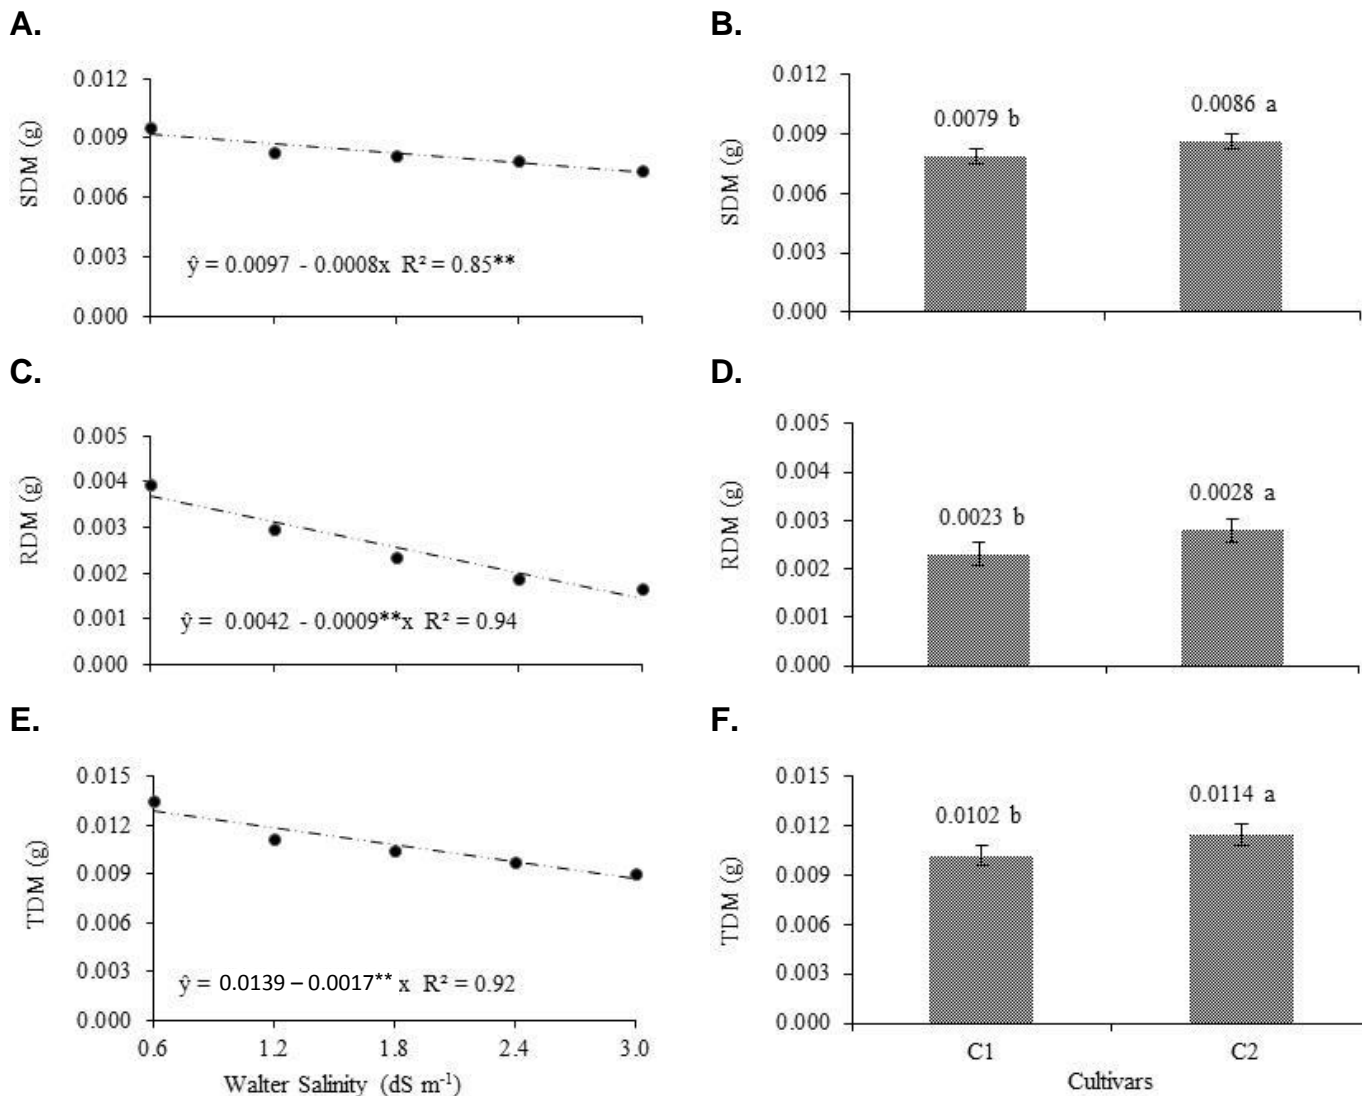 A.
SDM (g)
0.012
0.009
0.006
0.003
0.000
ŷ = 0.0097 - 0.0008x R² = 0.85**
B.
SDM (g)
0.012
0.009
0.006
0.003
0.000
0.0079 b
0.0086 a
C.
RDM (g)
0.005
0.004
0.003
0.002
0.001
0.000
ŷ = 0.0042 - 0.0009**x R² = 0.94
D.
RDM (g)
0.005
0.004
0.003
0.002
0.001
0.000
0.0023 b
0.0028 a
E.
TDM (g)
0.015
0.012
0.009
0.006
0.003
0.000
ŷ = 0.0139 – 0.0017** x R² = 0.92
0.6 1.2 1.8 2.4 3.0
Walter Salinity (dS m⁻¹)
F.
TDM (g)
0.015
0.012
0.009
0.006
0.003
0.000
0.0102 b
0.0114 a
C1 C2
Cultivars